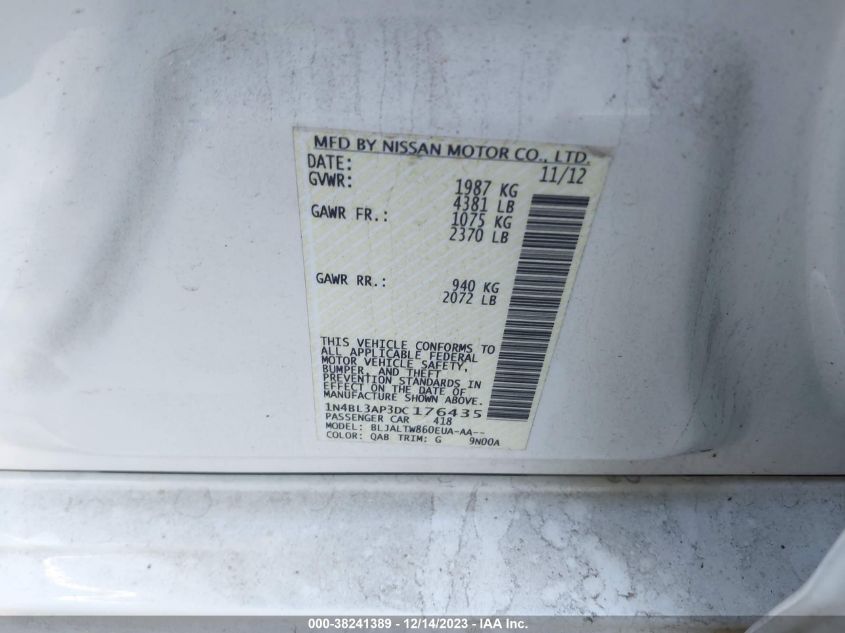 MFD BY NISSAN MOTOR CO., LTD.
DATE: 11/12
GVWR: 1987 KG
4381 LB
GAWR FR.: 1075 KG
2370 LB
GAWR RR.: 940 KG
2072 LB
THIS VEHICLE CONFORMS TO
ALL APPLICABLE FEDERAL
MOTOR VEHICLE SAFETY,
BUMPER, AND THEFT
PREVENTION STANDARDS IN
EFFECT ON THE DATE OF
MANUFACTURE SHOWN ABOVE.
1N4BL3AP3DC176435
PASSENGER CAR 418
MODEL: BLJALTW860EUA-AA--
COLOR: QAB TRIM: G 9N00A
000-38241389 - 12/14/2023 - IAA Inc.